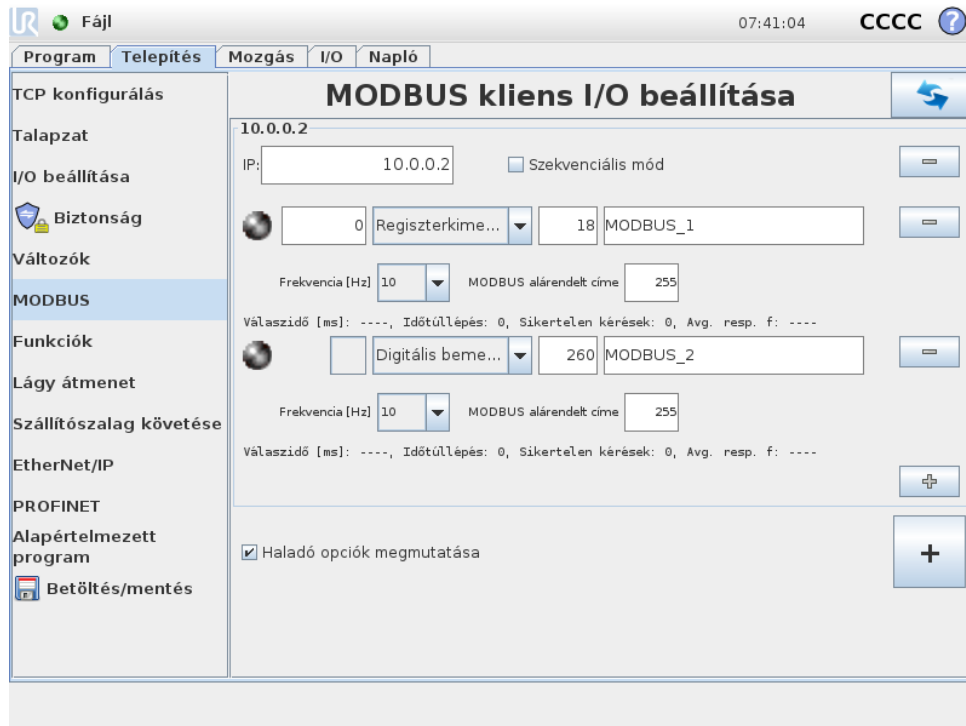 UR Fájl 07:41:04 CCCC ?
Program Telepítés Mozgás I/O Napló
TCP konfigurálás
Talapzat
I/O beállítása
Biztonság
Változók
MODBUS
Funkciók
Lágy átmenet
Szállítószalag követése
EtherNet/IP
PROFINET
Alapértelmezett
program
Betöltés/mentés
MODBUS kliens I/O beállítása
10.0.0.2
IP: 10.0.0.2 Szekvenciális mód
0 Regiszterkime... 18 MODBUS_1
Frekvencia [Hz] 10 MODBUS alárendelt címe 255
Válaszidő [ms]: ----, Időtúllépés: 0, Sikertelen kérések: 0, Avg. resp. f: ----
Digitális beme... 260 MODBUS_2
Frekvencia [Hz] 10 MODBUS alárendelt címe 255
Válaszidő [ms]: ----, Időtúllépés: 0, Sikertelen kérések: 0, Avg. resp. f: ----
Haladó opciók megmutatása